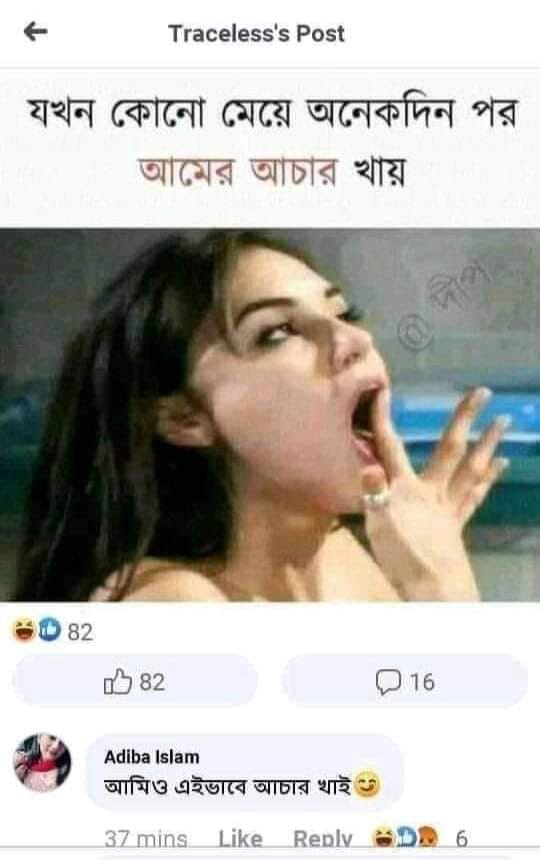 Traceless's Post
যখন কোনো মেয়ে অনেকদিন পর
আমের আচার খায়
@ দীপ
82
82
16
Adiba Islam
আমিও এইভাবে আচার খাই😊
37 mins Like Reply 6